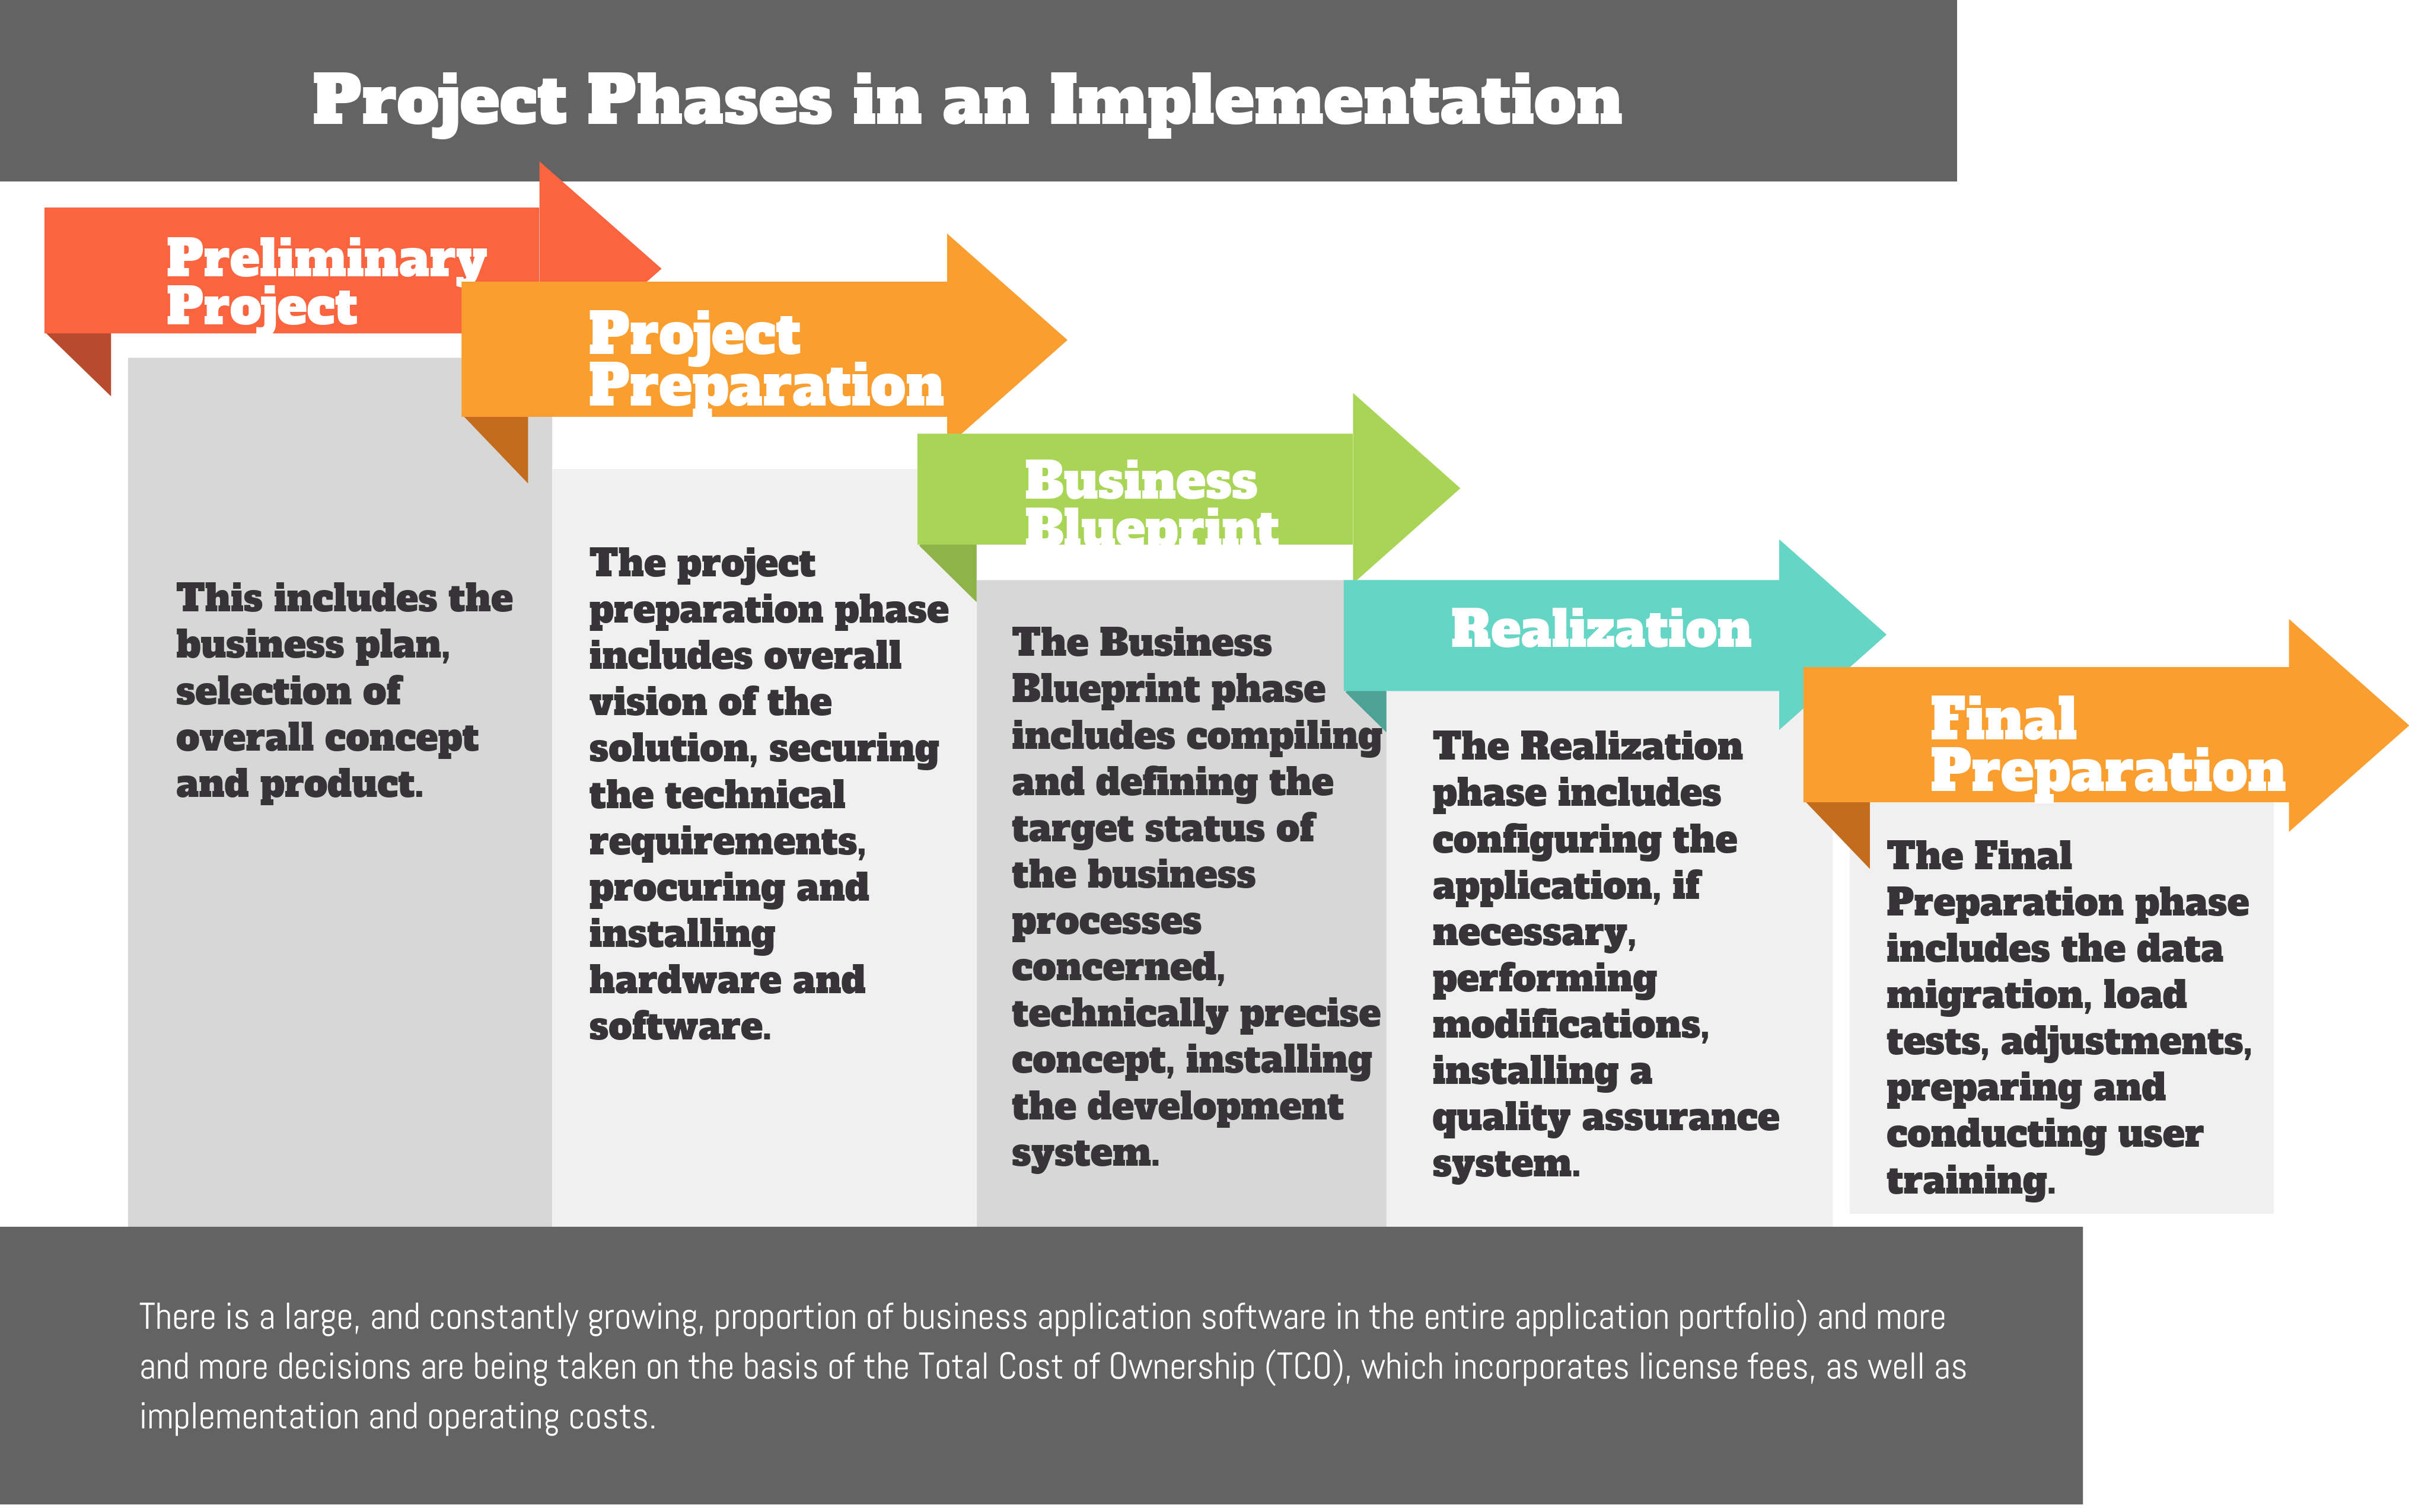 Project Phases in an Implementation
Preliminary
Project
Project
Preparation
Business
Blueprint
Realization
Final
Preparation
This includes the
business plan,
selection of
overall concept
and product.
The project
preparation phase
includes overall
vision of the
solution, securing
the technical
requirements,
procuring and
installing
hardware and
software.
The Business
Blueprint phase
includes compiling
and defining the
target status of
the business
processes
concerned,
technically precise
concept, installing
the development
system.
The Realization
phase includes
configuring the
application, if
necessary,
performing
modifications,
installing a
quality assurance
system.
The Final
Preparation phase
includes the data
migration, load
tests, adjustments,
preparing and
conducting user
training.
There is a large, and constantly growing, proportion of business application software in the entire application portfolio) and more
and more decisions are being taken on the basis of the Total Cost of Ownership (TCO), which incorporates license fees, as well as
implementation and operating costs.